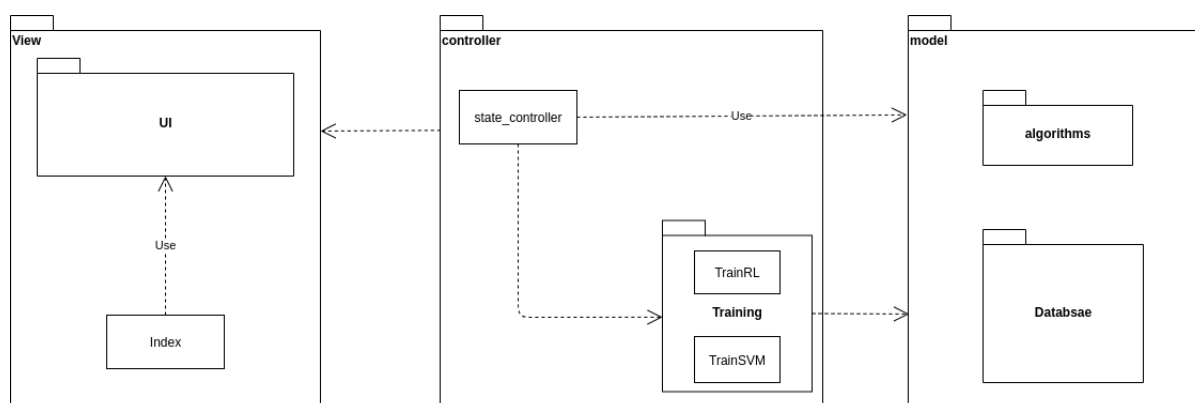 View
UI
Use
Index
controller
state_controller
Use
TrainRL
Training
TrainSVM
model
algorithms
Databsae